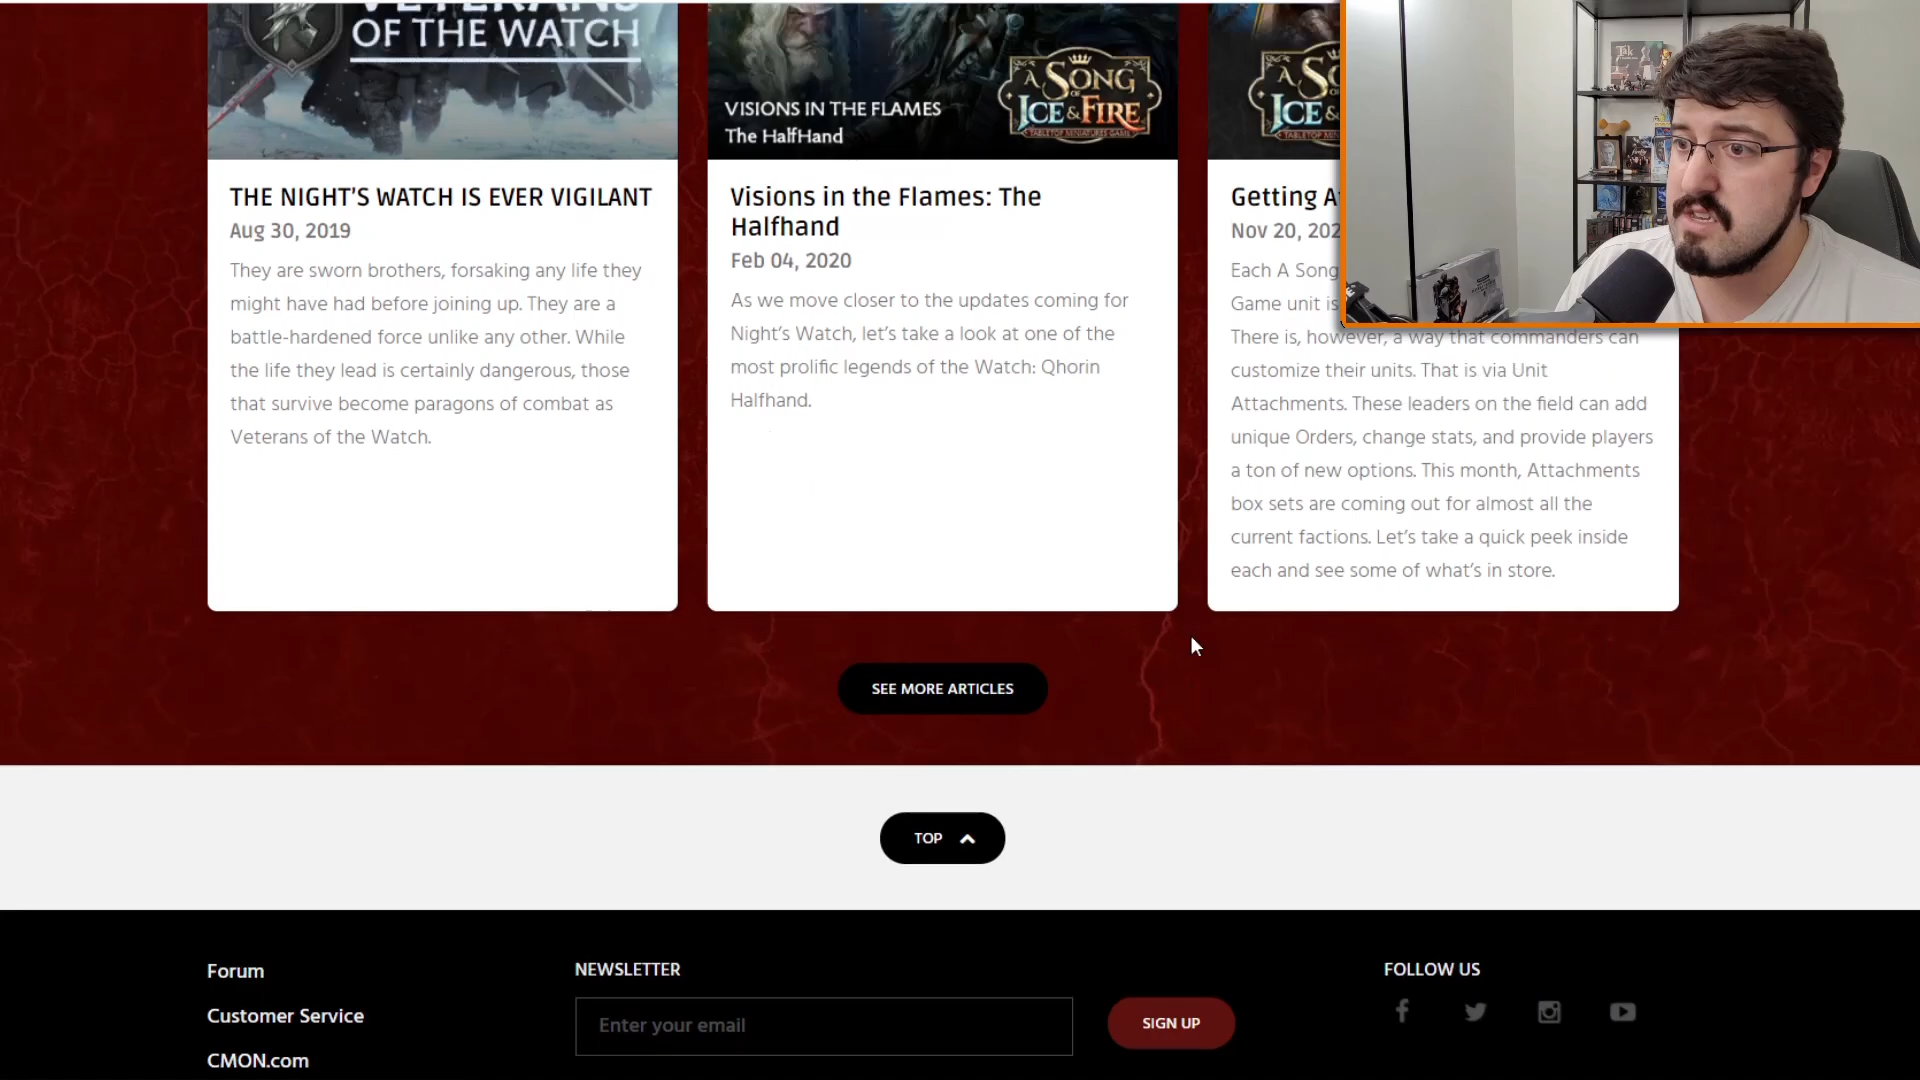 OF THE WATCH
THE NIGHT'S WATCH IS EVER VIGILANT
Aug 30, 2019
They are sworn brothers, forsaking any life they
might have had before joining up. They are a
battle-hardened force unlike any other. While
the life they lead is certainly dangerous, those
that survive become paragons of combat as
Veterans of the Watch.
VISIONS IN THE FLAMES
The HalfHand
A SONG
OF
ICE & FIRE
TABLETOP MINIATURES GAME
Visions in the Flames: The
Halfhand
Feb 04, 2020
As we move closer to the updates coming for
Night's Watch, let's take a look at one of the
most prolific legends of the Watch: Qhorin
Halfhand.
A SO
ICE &
Getting
Nov 20, 202
Each A Song
Game unit is
There is, however, a way that commanders can
customize their units. That is via Unit
Attachments. These leaders on the field can add
unique Orders, change stats, and provide players
a ton of new options. This month, Attachments
box sets are coming out for almost all the
current factions. Let's take a quick peek inside
each and see some of what's in store.
Tak
SEE MORE ARTICLES
TOP
Forum
Customer Service
CMON.com
NEWSLETTER
Enter your email
SIGN UP
FOLLOW US